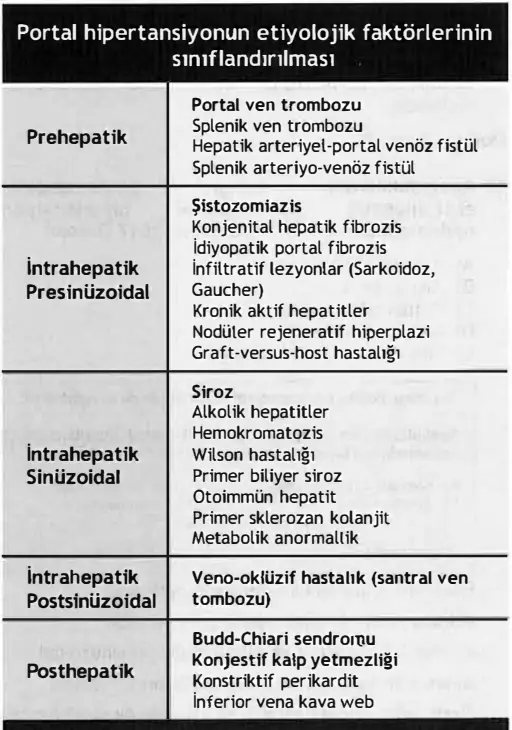 Portal hipertansiyonun etiyolojik faktörlerinin
sınıflandırılması
Prehepatik
Portal ven trombozu
Splenik ven trombozu
Hepatik arteriyel-portal venöz fistül
Splenik arteriyo-venöz fistül
İntrahepatik
Presinüzoidal
Şistozomiazis
Konjenital hepatik fibrozis
İdiyopatik portal fibrozis
İnfiltratif lezyonlar (Sarkoidoz,
Gaucher)
Kronik aktif hepatitler
Nodüler rejeneratif hiperplazi
Graft-versus-host hastalığı
İntrahepatik
Sinüzoidal
Siroz
Alkolik hepatitler
Hemokromatozis
Wilson hastalığı
Primer biliyer siroz
Otoimmün hepatit
Primer sklerozan kolanjit
Metabolik anormallik
İntrahepatik
Postsinüzoidal
Veno-oklüzif hastalık (santral ven
tombozu)
Posthepatik
Budd-Chiari sendromu
Konjestif kalp yetmezliği
Konstriktif perikardit
İnferior vena kava web